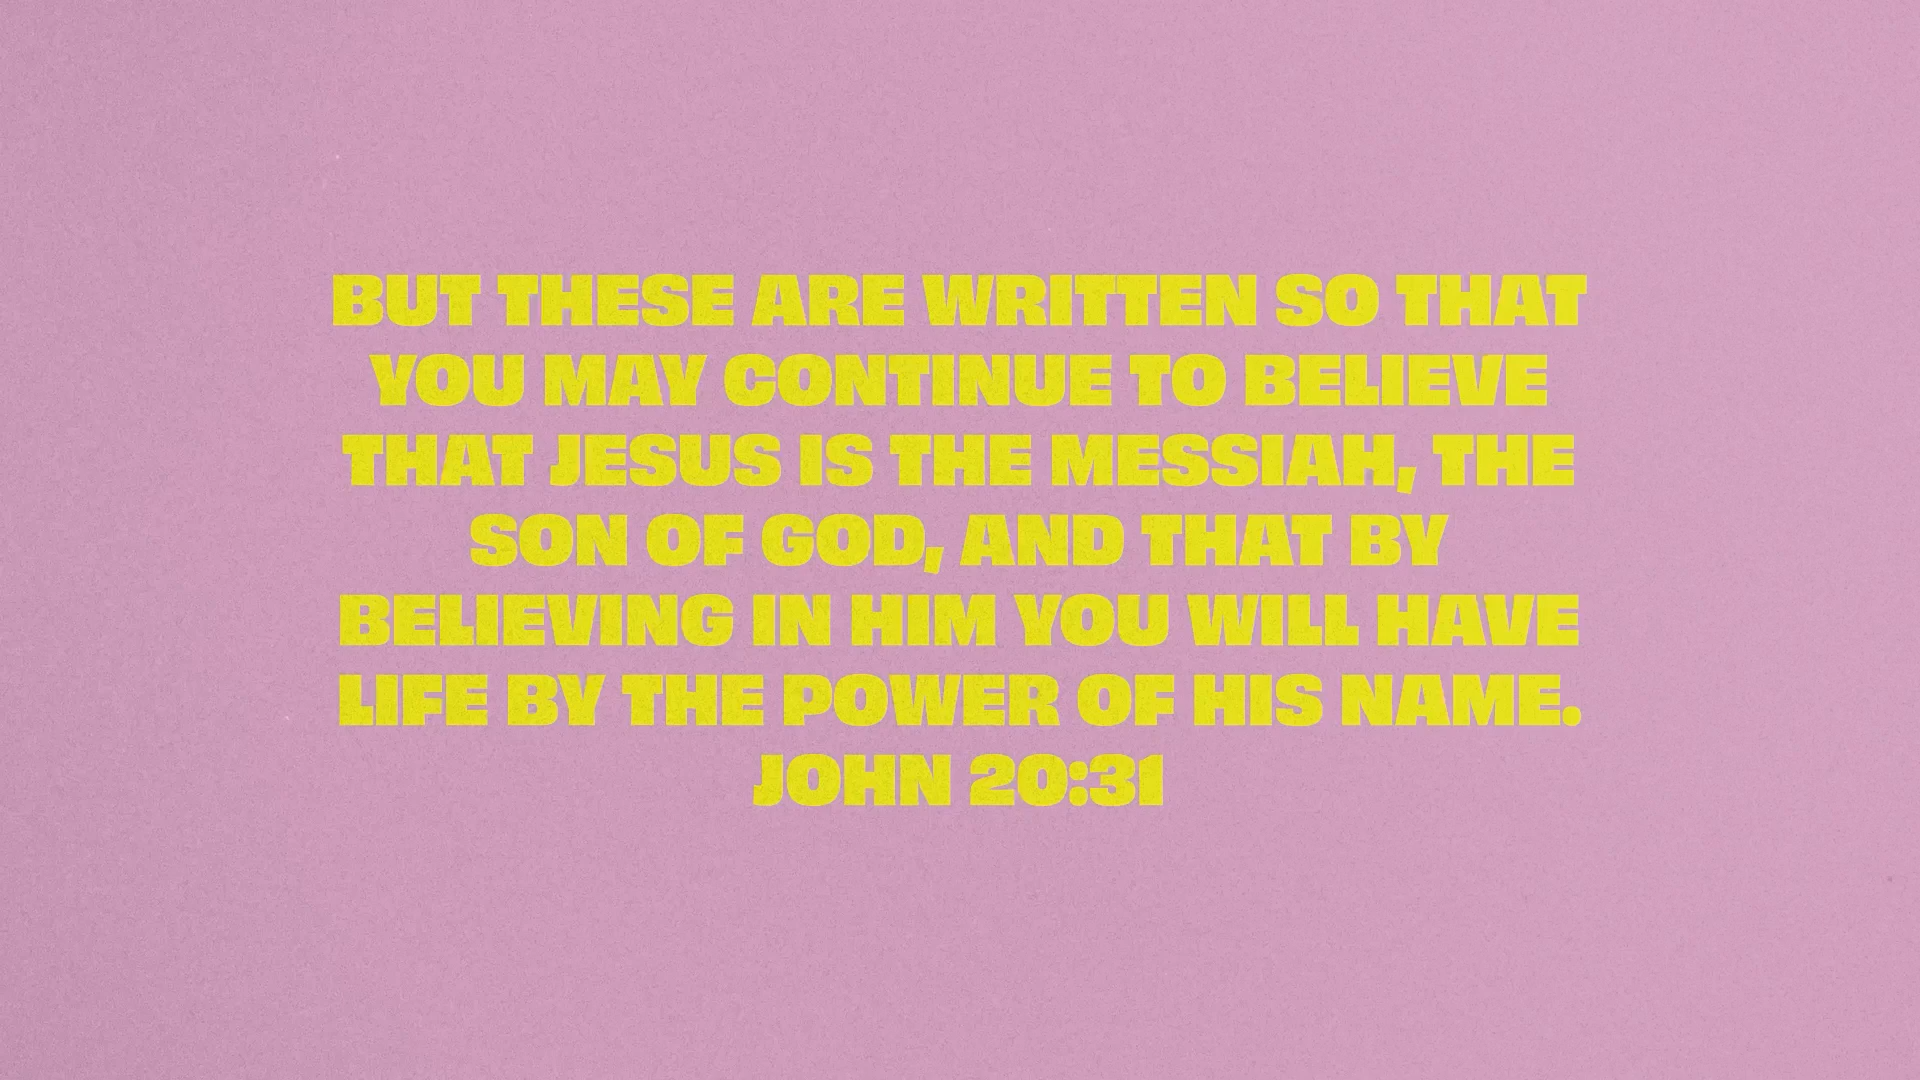 BUT THESE ARE WRITTEN SO THAT
YOU MAY CONTINUE TO BELIEVE
THAT JESUS IS THE MESSIAH, THE
SON OF GOD, AND THAT BY
BELIEVING IN HIM YOU WILL HAVE
LIFE BY THE POWER OF HIS NAME.
JOHN 20:31